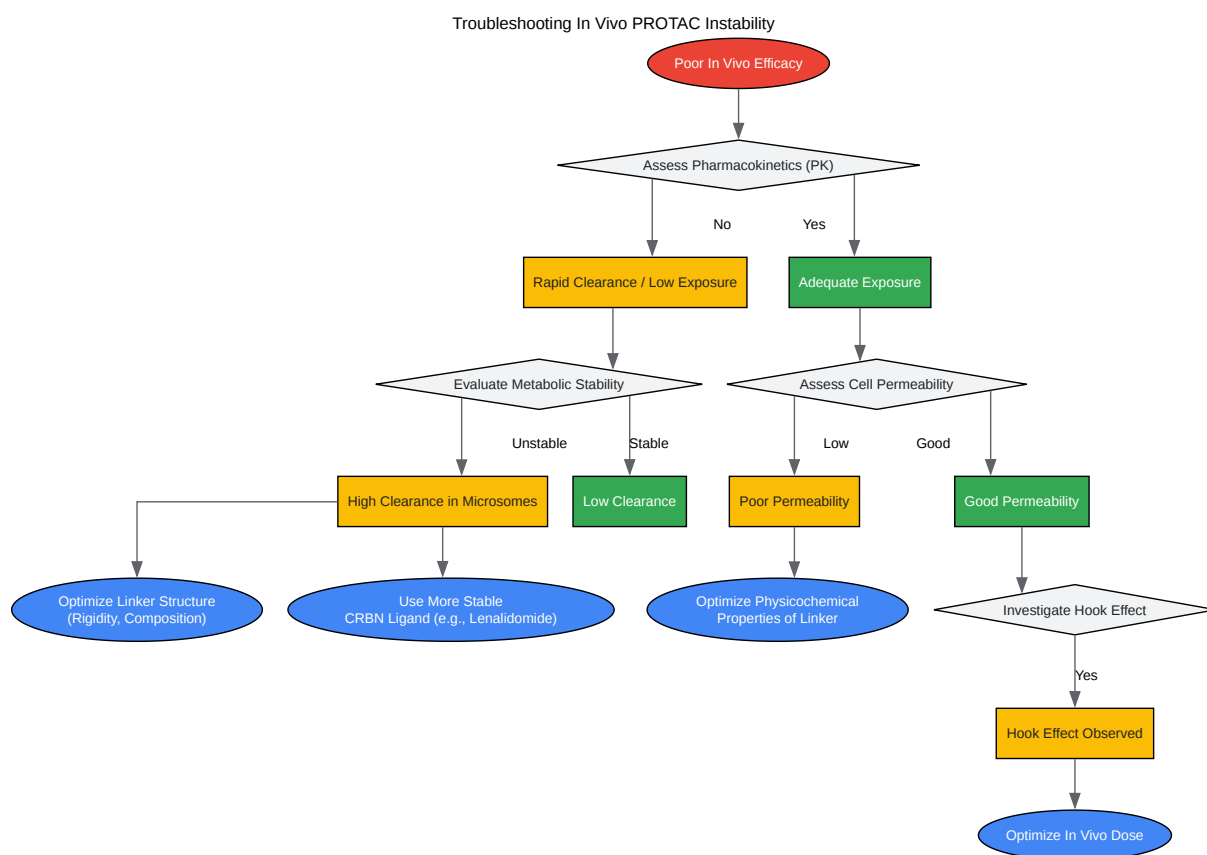 Troubleshooting In Vivo PROTAC Instability
Poor In Vivo Efficacy
Assess Pharmacokinetics (PK)
No
Yes
Rapid Clearance / Low Exposure
Adequate Exposure
Evaluate Metabolic Stability
Assess Cell Permeability
Unstable
Stable
Low
Good
High Clearance in Microsomes
Low Clearance
Poor Permeability
Good Permeability
Optimize Linker Structure
(Rigidity, Composition)
Use More Stable
CRBN Ligand (e.g., Lenalidomide)
Optimize Physicochemical
Properties of Linker
Investigate Hook Effect
Yes
Hook Effect Observed
Optimize In Vivo Dose